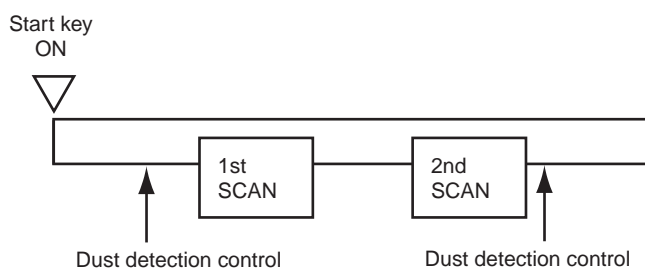 Start key
ON
1st
SCAN
2nd
SCAN
Dust detection control
Dust detection control